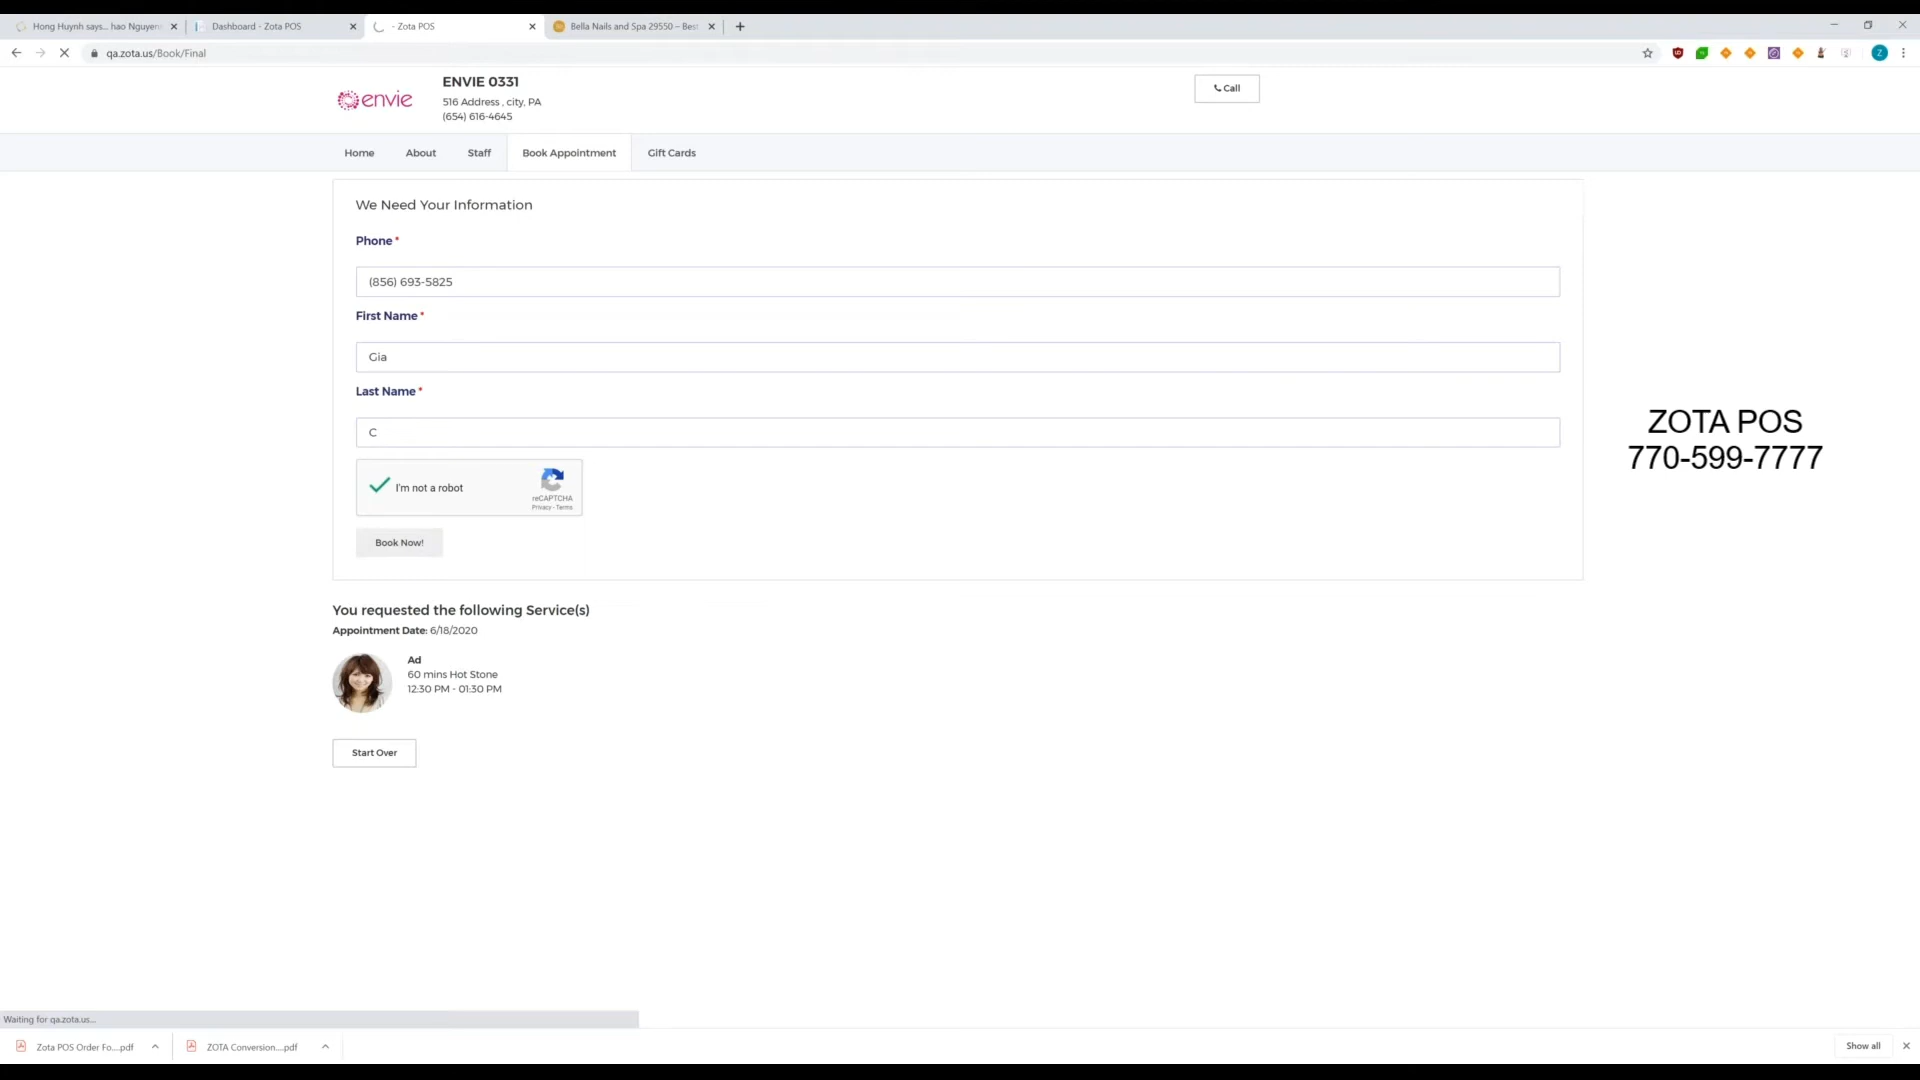 Hong Huynh says... hao Nguyen
Dashboard - Zota POS
- Zota POS
Bella Nails and Spa 29550 – Best
qa.zota.us/Book/Final
envie
ENVIE 0331
516 Address , city, PA
(654) 616-4645
Call
Home
About
Staff
Book Appointment
Gift Cards
We Need Your Information
Phone *
(856) 693-5825
First Name *
Gia
Last Name *
C
I'm not a robot
reCAPTCHA
Privacy - Terms
Book Now!
ZOTA POS
770-599-7777
You requested the following Service(s)
Appointment Date: 6/18/2020
Ad
60 mins Hot Stone
12:30 PM - 01:30 PM
Start Over
Waiting for qa.zota.us...
Zota POS Order Fo....pdf
ZOTA Conversion....pdf
Show all
Z